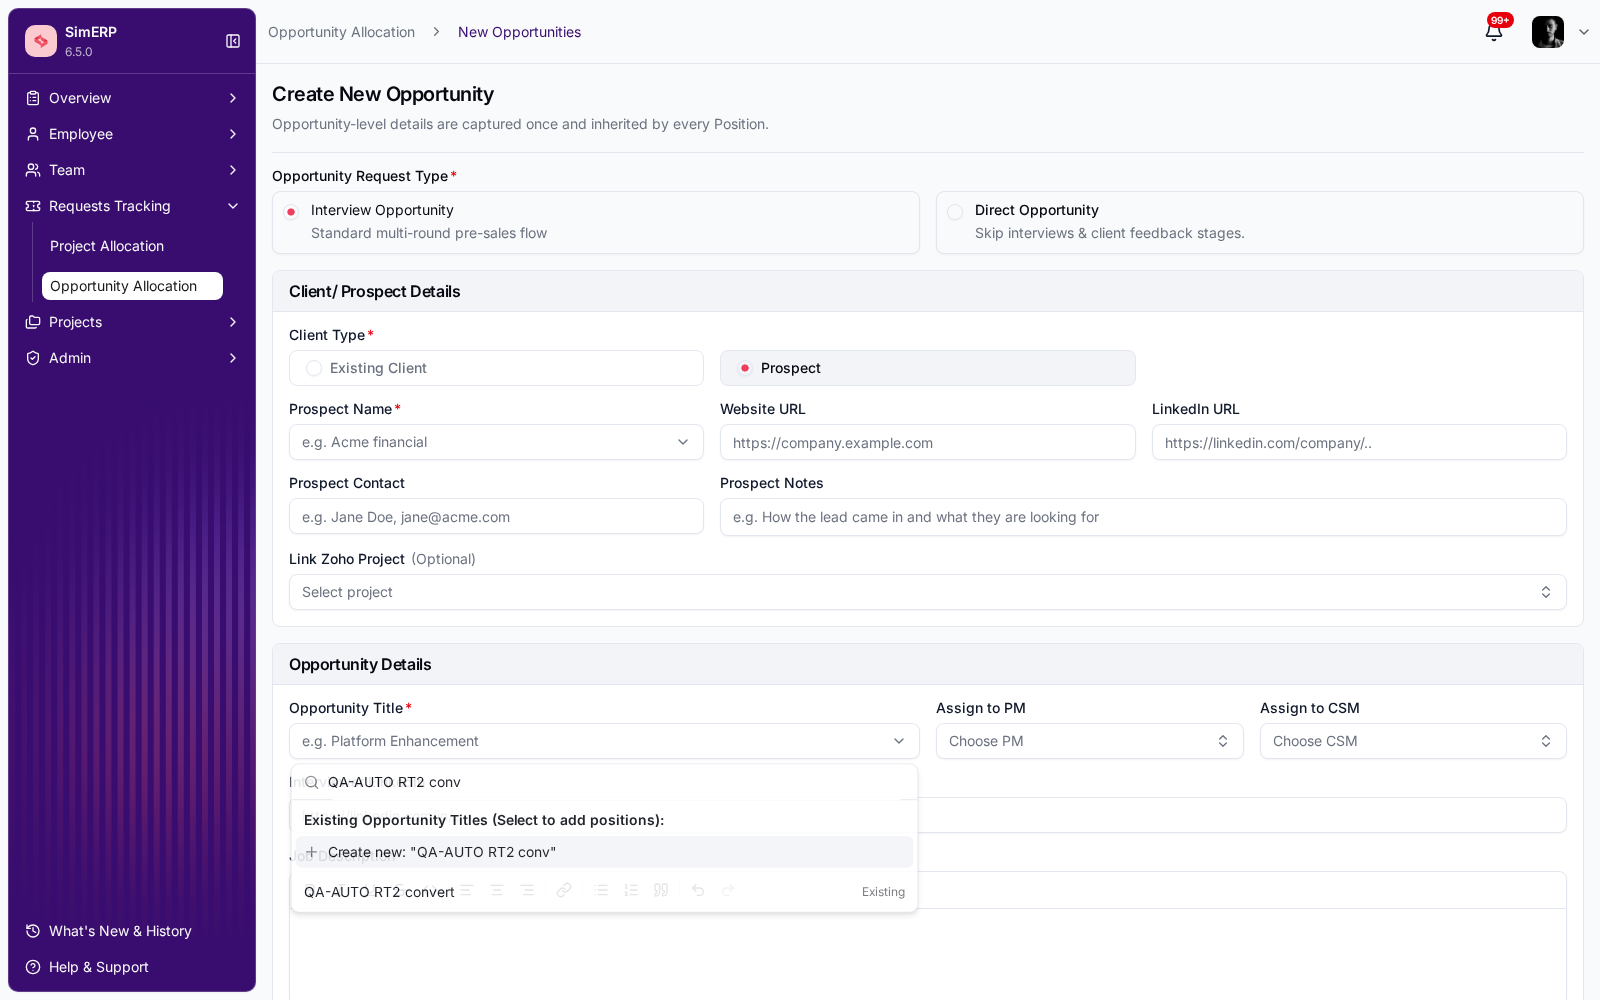 SimERP
6.5.0
Overview
Employee
Team
Requests Tracking
Project Allocation
Opportunity Allocation
Projects
Admin
What's New & History
Help & Support
Opportunity Allocation > New Opportunities
99+
Create New Opportunity
Opportunity-level details are captured once and inherited by every Position.
Opportunity Request Type*
Interview Opportunity
Standard multi-round pre-sales flow
Direct Opportunity
Skip interviews & client feedback stages.
Client/ Prospect Details
Client Type*
Existing Client
Prospect
Prospect Name* Website URL LinkedIn URL
e.g. Acme financial https://company.example.com https://linkedin.com/company/..
Prospect Contact Prospect Notes
e.g. Jane Doe, jane@acme.com e.g. How the lead came in and what they are looking for
Link Zoho Project (Optional)
Select project
Opportunity Details
Opportunity Title* Assign to PM Assign to CSM
e.g. Platform Enhancement Choose PM Choose CSM
QA-AUTO RT2 conv
Existing Opportunity Titles (Select to add positions):
Create new: "QA-AUTO RT2 conv"
QA-AUTO RT2 convert Existing